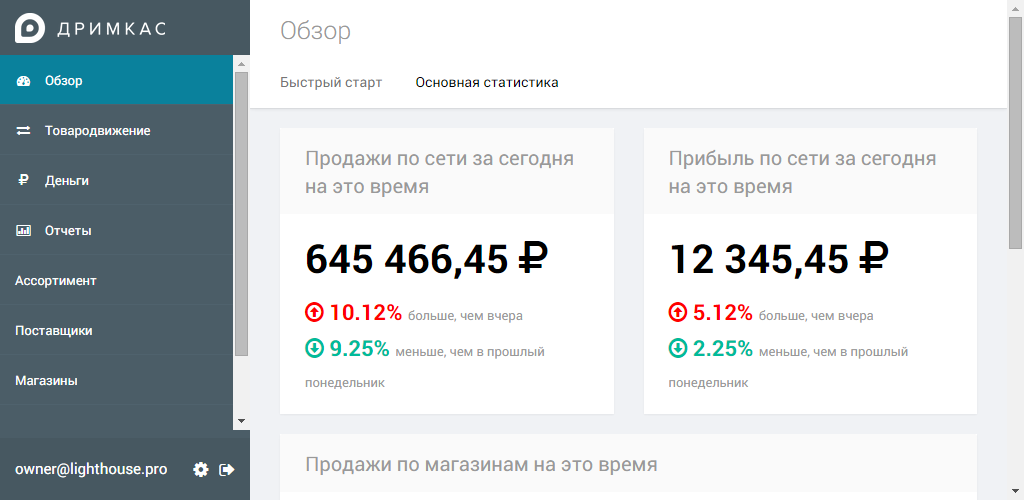 ДРИМКАС
Обзор
Товародвижение
Деньги
Отчеты
Ассортимент
Поставщики
Магазины
owner@lighthouse.pro
Обзор
Быстрый старт Основная статистика
Продажи по сети за сегодня
на это время
645 466,45 ₽
10.12% больше, чем вчера
9.25% меньше, чем в прошлый
понедельник
Прибыль по сети за сегодня
на это время
12 345,45 ₽
5.12% больше, чем вчера
2.25% меньше, чем в прошлый
понедельник
Продажи по магазинам на это время